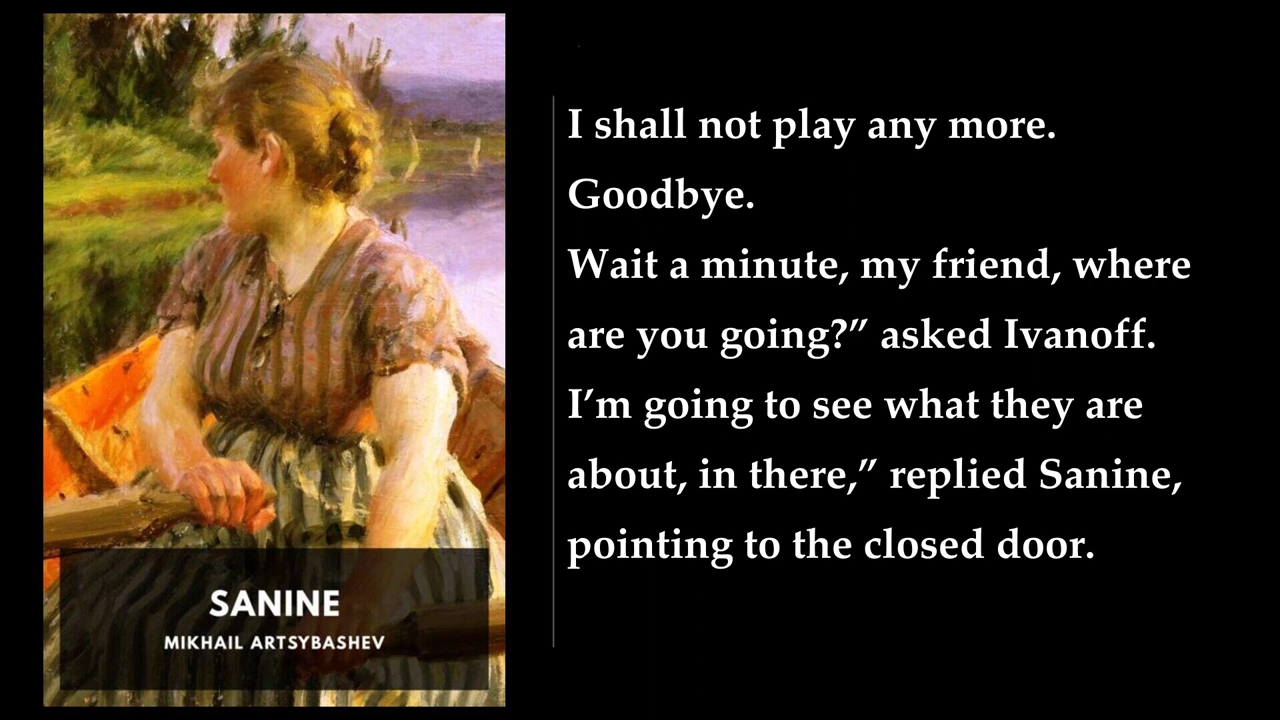 SANINE
MIKHAIL ARTSYBASHEV
I shall not play any more.
Goodbye.
Wait a minute, my friend, where
are you going?” asked Ivanoff.
I’m going to see what they are
about, in there,” replied Sanine,
pointing to the closed door.